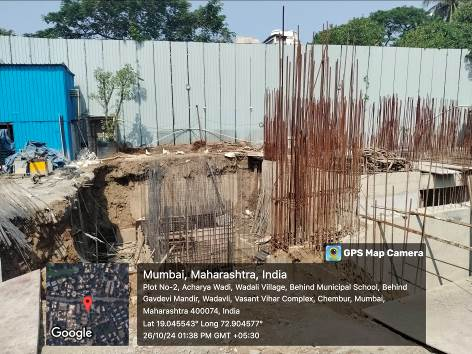 GPS Map Camera
Mumbai, Maharashtra, India
Plot No-2, Acharya Wadi, Wadali Village, Behind Municipal School, Behind
Gavdevi Mandir, Wadavli, Vasant Vihar Complex, Chembur, Mumbai,
Maharashtra 400074, India
Lat 19.045543° Long 72.904577°
26/10/24 01:38 PM GMT +05:30
Google